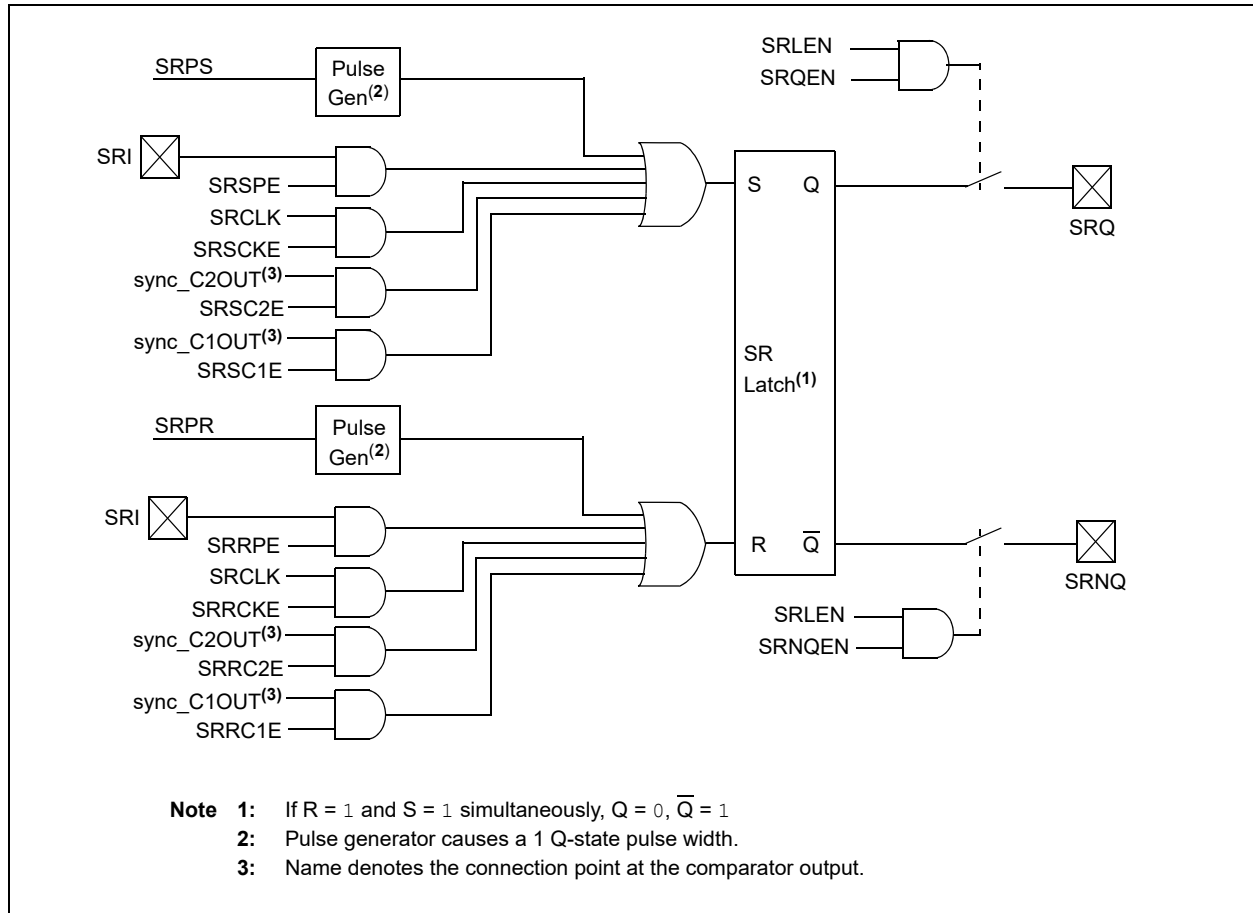 SRPS
Pulse
Gen(2)
SRI
SRSPE
SRCLK
SRSCKE
sync_C2OUT(3)
SRSC2E
sync_C1OUT(3)
SRSC1E
SRPR
Pulse
Gen(2)
SRI
SRRPE
SRCLK
SRRCKE
sync_C2OUT(3)
SRRC2E
sync_C1OUT(3)
SRRC1E
S Q
SR
Latch(1)
R Q̅
SRLEN
SRQEN
SRQ
SRLEN
SRNQEN
SRNQ
Note 1: If R = 1 and S = 1 simultaneously, Q = 0, Q̅ = 1
2: Pulse generator causes a 1 Q-state pulse width.
3: Name denotes the connection point at the comparator output.